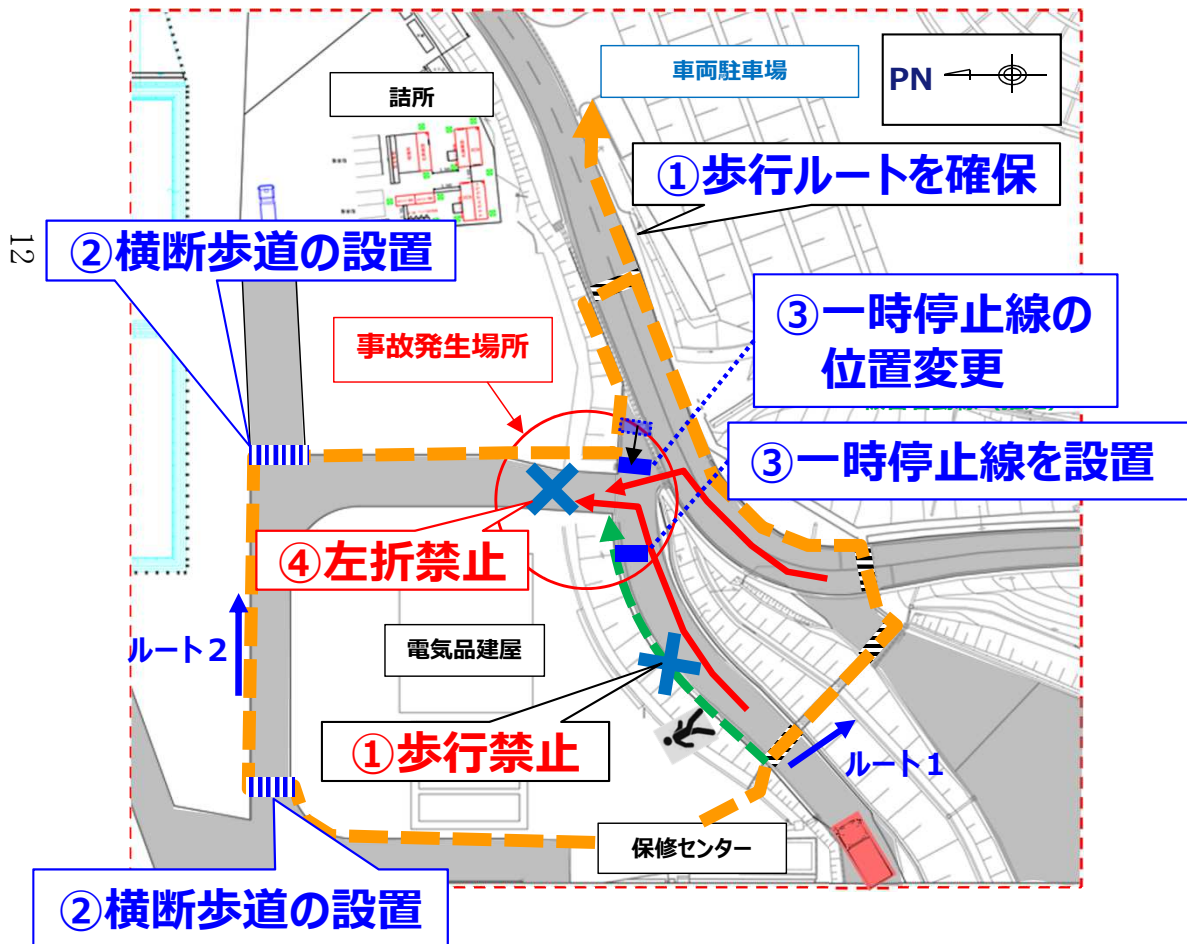 車両駐車場
PN
詰所
①歩行ルートを確保
12
②横断歩道の設置
③一時停止線の
位置変更
事故発生場所
③一時停止線を設置
④左折禁止
ルート２
電気品建屋
①歩行禁止
ルート１
保修センター
②横断歩道の設置